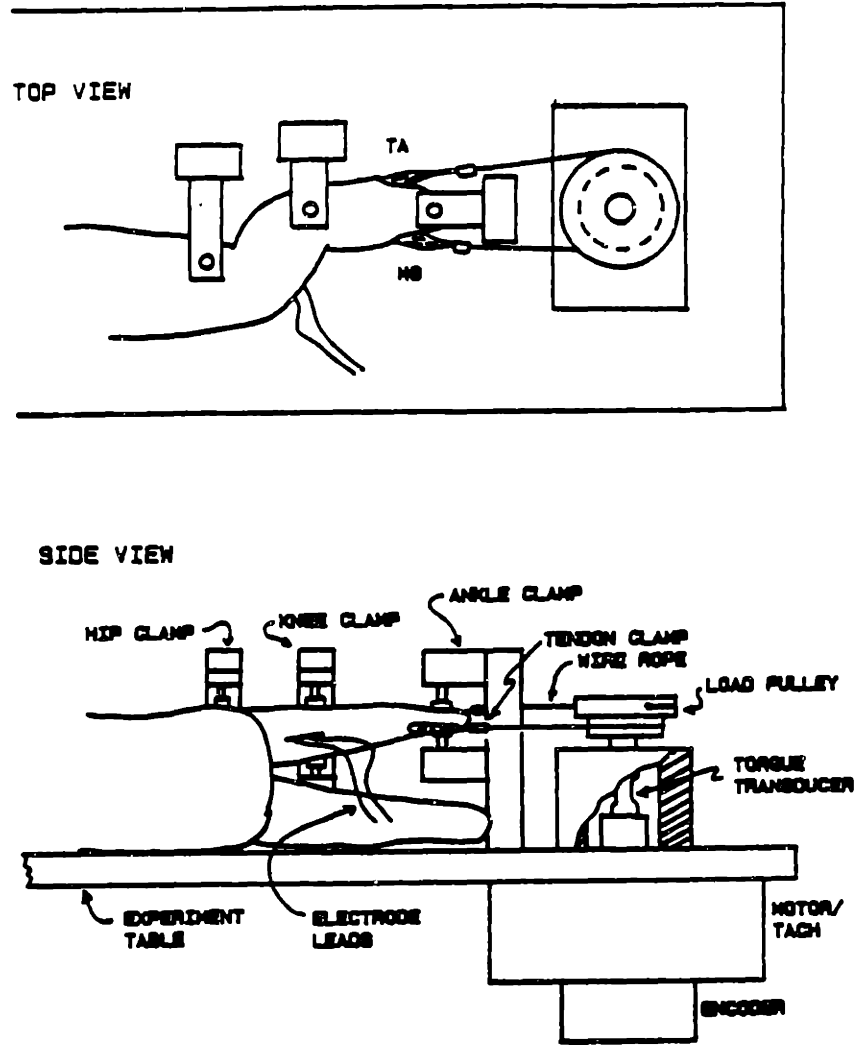 TOP VIEW
TA
MG
SIDE VIEW
ANKLE CLAMP
HIP CLAMP
KNEE CLAMP
TENDON CLAMP
WIRE ROPE
LOAD PULLEY
TORQUE
TRANSDUCER
EXPERIMENT
TABLE
ELECTRODE
LEADS
MOTOR/
TACH
ENCODER